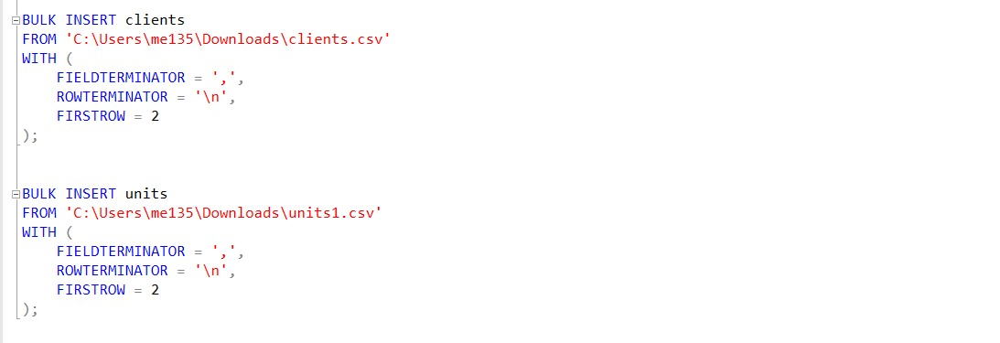 BULK INSERT clients
FROM 'C:\Users\me135\Downloads\clients.csv'
WITH (
    FIELDTERMINATOR = ',',
    ROWTERMINATOR = '\n',
    FIRSTROW = 2
);
BULK INSERT units
FROM 'C:\Users\me135\Downloads\units1.csv'
WITH (
    FIELDTERMINATOR = ',',
    ROWTERMINATOR = '\n',
    FIRSTROW = 2
);